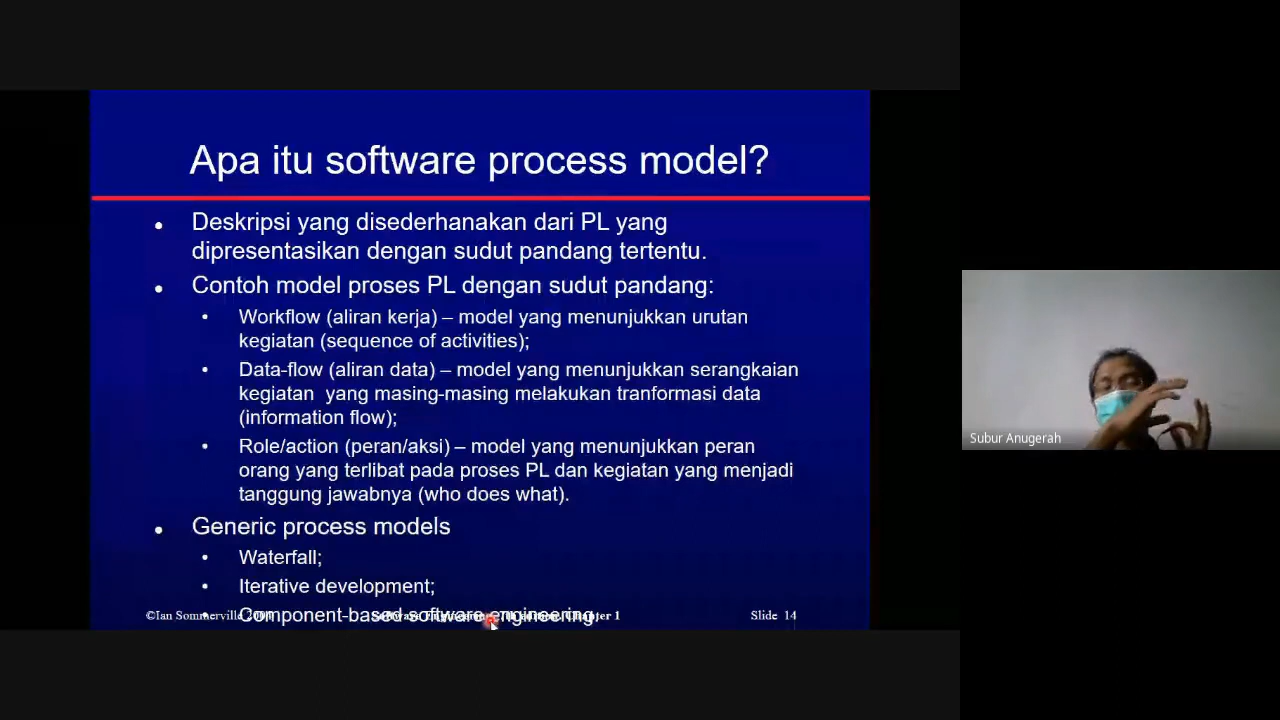 Apa itu software process model?
• Deskripsi yang disederhanakan dari PL yang
dipresentasikan dengan sudut pandang tertentu.
• Contoh model proses PL dengan sudut pandang:
• Workflow (aliran kerja) – model yang menunjukkan urutan
kegiatan (sequence of activities);
• Data-flow (aliran data) – model yang menunjukkan serangkaian
kegiatan yang masing-masing melakukan tranformasi data
(information flow);
• Role/action (peran/aksi) – model yang menunjukkan peran
orang yang terlibat pada proses PL dan kegiatan yang menjadi
tanggung jawabnya (who does what).
• Generic process models
• Waterfall;
• Iterative development;
• Component-based software engineering
©Ian Sommerville
Chapter 1
Slide 14
Subur Anugerah